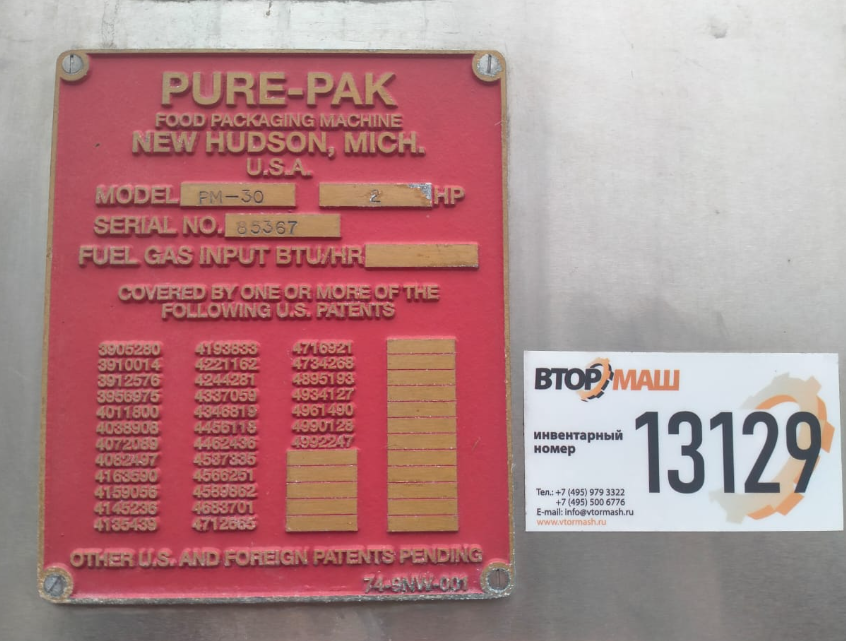 PURE-PAK
FOOD PACKAGING MACHINE
NEW HUDSON, MICH.
U.S.A.
MODEL PM-30 2 HP
SERIAL NO. 85367
FUEL GAS INPUT BTU/HR
COVERED BY ONE OR MORE OF THE
FOLLOWING U.S. PATENTS
3905280 4193833 4716921
3910014 4221162 4734268
3912576 4244281 4895193
3956975 4337059 4934127
4011800 4346819 4961490
4038908 4456118 4990128
4072089 4462436 4992247
4082497 4537335
4163590 4566251
4159056 4589862
4145236 4683701
4135439 4712665
OTHER U.S. AND FOREIGN PATENTS PENDING
74-9NW-001
ВТОРМАШ
инвентарный
номер
13129
Тел.: +7 (495) 979 3322
+7 (495) 500 6776
E-mail: info@vtormash.ru
www.vtormash.ru